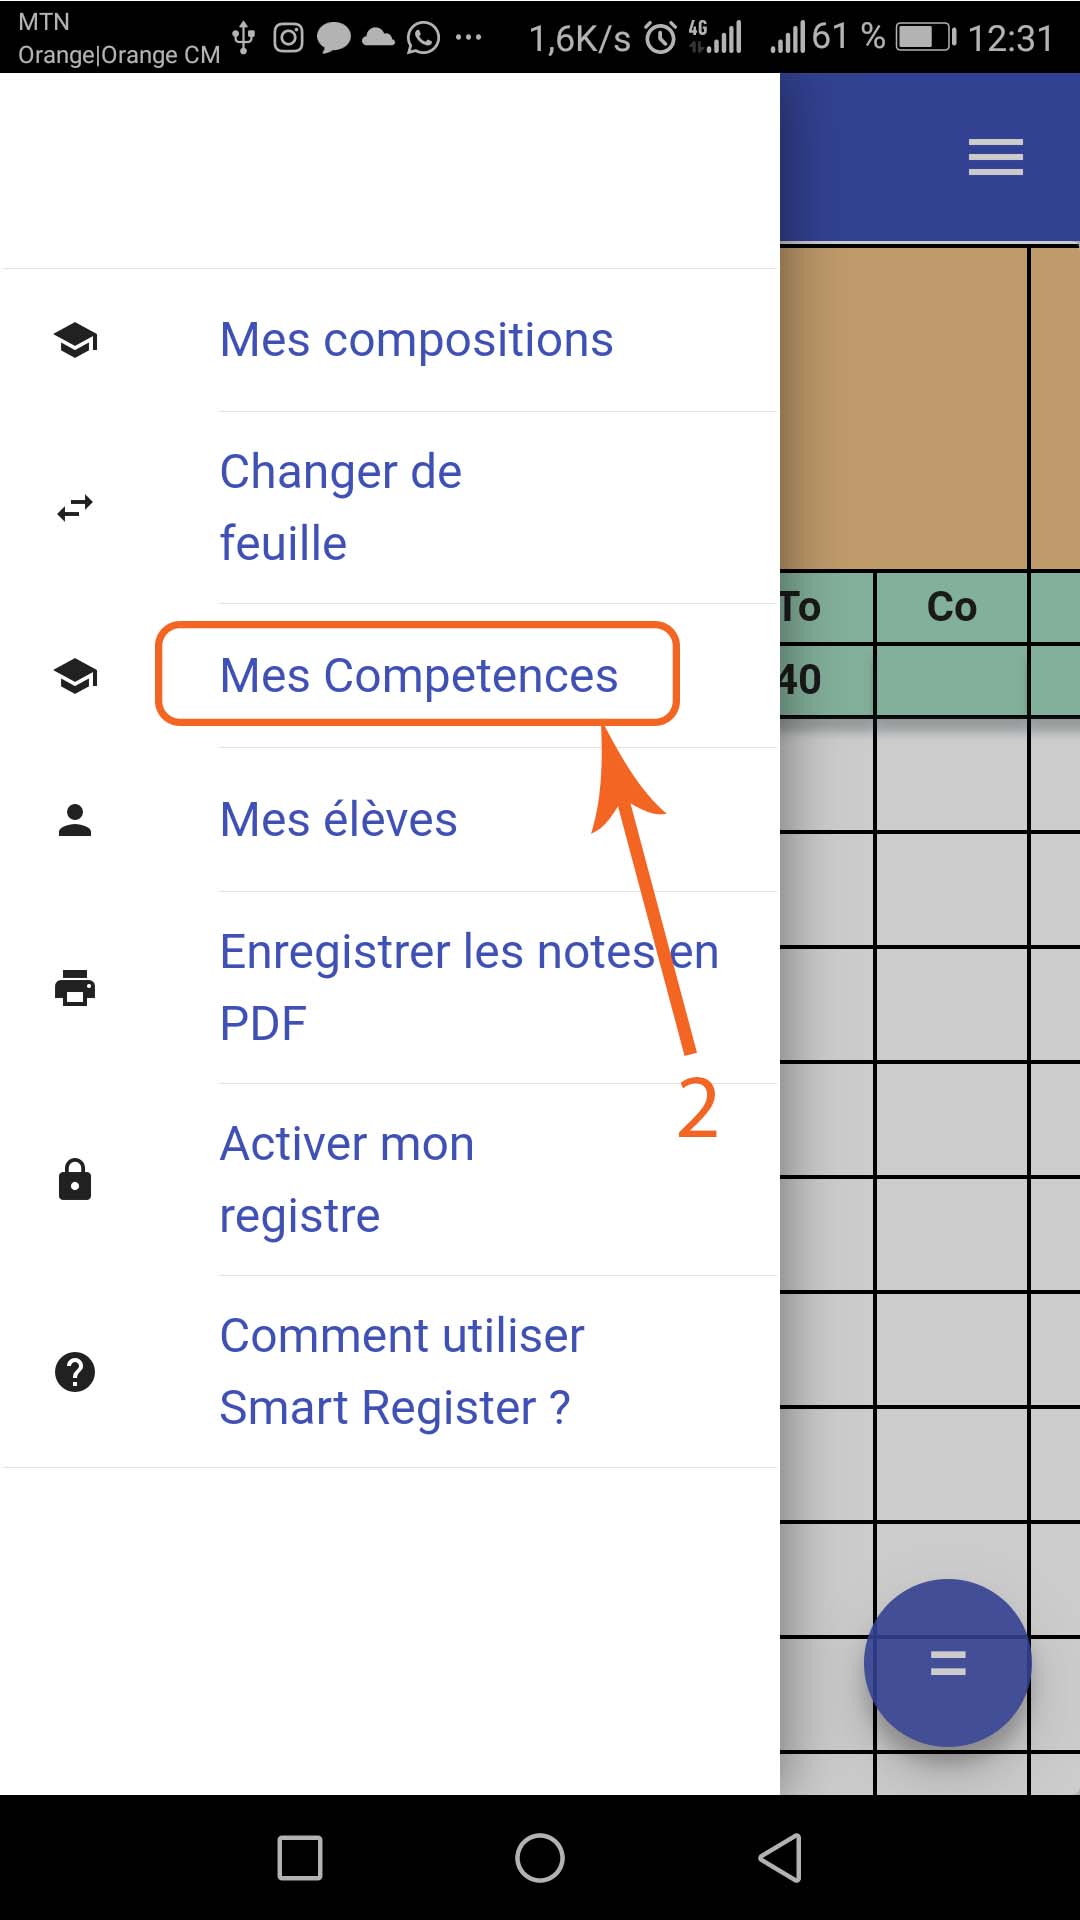 MTN
Orange|Orange CM
1,6K/s
4G
61 %
12:31
Mes compositions
Changer de
feuille
To
Co
Mes Competences
40
Mes élèves
Enregistrer les notes en
PDF
2
Activer mon
registre
Comment utiliser
Smart Register ?
=